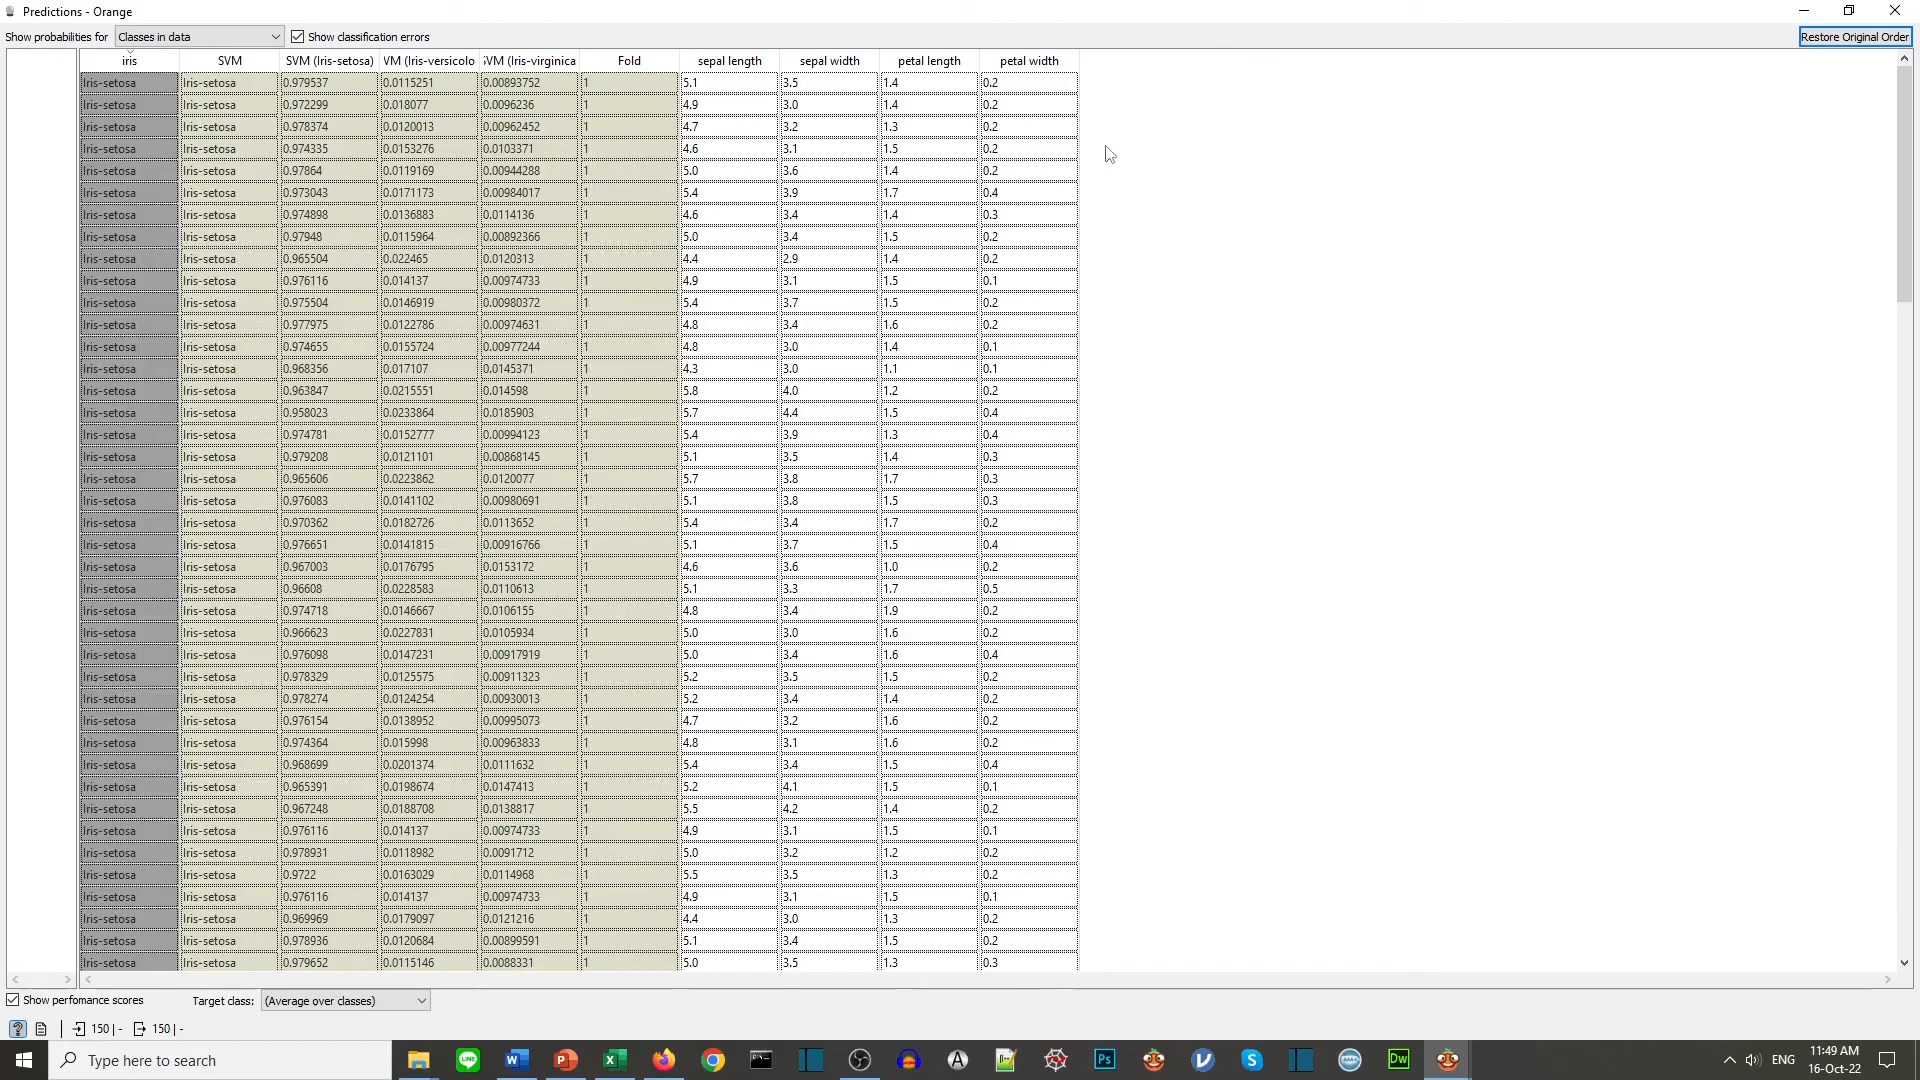 Predictions - Orange
Show probabilities for Classes in data Show classification errors Restore Original Order
iris SVM SVM (Iris-setosa) VM (Iris-versicolo VM (Iris-virginica Fold sepal length sepal width petal length petal width
Iris-setosa Iris-setosa 0.979537 0.0115251 0.00893752 1 5.1 3.5 1.4 0.2
Iris-setosa Iris-setosa 0.972299 0.018077 0.0096236 1 4.9 3.0 1.4 0.2
Iris-setosa Iris-setosa 0.978374 0.0120013 0.00962452 1 4.7 3.2 1.3 0.2
Iris-setosa Iris-setosa 0.974335 0.0153276 0.0103371 1 4.6 3.1 1.5 0.2
Iris-setosa Iris-setosa 0.97864 0.0119169 0.00944288 1 5.0 3.6 1.4 0.2
Iris-setosa Iris-setosa 0.973043 0.0171173 0.00984017 1 5.4 3.9 1.7 0.4
Iris-setosa Iris-setosa 0.974898 0.0136883 0.0114136 1 4.6 3.4 1.4 0.3
Iris-setosa Iris-setosa 0.97948 0.0115964 0.00892366 1 5.0 3.4 1.5 0.2
Iris-setosa Iris-setosa 0.965504 0.022465 0.0120313 1 4.4 2.9 1.4 0.2
Iris-setosa Iris-setosa 0.976116 0.014137 0.00974733 1 4.9 3.1 1.5 0.1
Iris-setosa Iris-setosa 0.975504 0.0146919 0.00980372 1 5.4 3.7 1.5 0.2
Iris-setosa Iris-setosa 0.977975 0.0122786 0.00974631 1 4.8 3.4 1.6 0.2
Iris-setosa Iris-setosa 0.974655 0.0155724 0.00977244 1 4.8 3.0 1.4 0.1
Iris-setosa Iris-setosa 0.968356 0.017107 0.0145371 1 4.3 3.0 1.1 0.1
Iris-setosa Iris-setosa 0.963847 0.0215551 0.014598 1 5.8 4.0 1.2 0.2
Iris-setosa Iris-setosa 0.958023 0.0233864 0.0185903 1 5.7 4.4 1.5 0.4
Iris-setosa Iris-setosa 0.974781 0.0152777 0.00994123 1 5.4 3.9 1.3 0.4
Iris-setosa Iris-setosa 0.979208 0.0121101 0.00868145 1 5.1 3.5 1.4 0.3
Iris-setosa Iris-setosa 0.965606 0.0223862 0.0120077 1 5.7 3.8 1.7 0.3
Iris-setosa Iris-setosa 0.976083 0.0141102 0.00980691 1 5.1 3.8 1.5 0.3
Iris-setosa Iris-setosa 0.970362 0.0182726 0.0113652 1 5.4 3.4 1.7 0.2
Iris-setosa Iris-setosa 0.976651 0.0141815 0.00916766 1 5.1 3.7 1.5 0.4
Iris-setosa Iris-setosa 0.967003 0.0176795 0.0153172 1 4.6 3.6 1.0 0.2
Iris-setosa Iris-setosa 0.96608 0.0228583 0.0110613 1 5.1 3.3 1.7 0.5
Iris-setosa Iris-setosa 0.974718 0.0146667 0.0106155 1 4.8 3.4 1.9 0.2
Iris-setosa Iris-setosa 0.966623 0.0227831 0.0105934 1 5.0 3.0 1.6 0.2
Iris-setosa Iris-setosa 0.976098 0.0147231 0.00917919 1 5.0 3.4 1.6 0.4
Iris-setosa Iris-setosa 0.978329 0.0125575 0.00911323 1 5.2 3.5 1.5 0.2
Iris-setosa Iris-setosa 0.978274 0.0124254 0.00930013 1 5.2 3.4 1.4 0.2
Iris-setosa Iris-setosa 0.976154 0.0138952 0.00995073 1 4.7 3.2 1.6 0.2
Iris-setosa Iris-setosa 0.974364 0.015998 0.00963833 1 4.8 3.1 1.6 0.2
Iris-setosa Iris-setosa 0.968699 0.0201374 0.0111632 1 5.4 3.4 1.5 0.4
Iris-setosa Iris-setosa 0.965391 0.0198674 0.0147413 1 5.2 4.1 1.5 0.1
Iris-setosa Iris-setosa 0.967248 0.0188708 0.0138817 1 5.5 4.2 1.4 0.2
Iris-setosa Iris-setosa 0.976116 0.014137 0.00974733 1 4.9 3.1 1.5 0.1
Iris-setosa Iris-setosa 0.978931 0.0118982 0.0091712 1 5.0 3.2 1.2 0.2
Iris-setosa Iris-setosa 0.9722 0.0163029 0.0114968 1 5.5 3.5 1.3 0.2
Iris-setosa Iris-setosa 0.976116 0.014137 0.00974733 1 4.9 3.1 1.5 0.1
Iris-setosa Iris-setosa 0.969969 0.0179097 0.0121216 1 4.4 3.0 1.3 0.2
Iris-setosa Iris-setosa 0.978936 0.0120684 0.00899591 1 5.1 3.4 1.5 0.2
Iris-setosa Iris-setosa 0.979652 0.0115146 0.0088331 1 5.0 3.5 1.3 0.3
Show perfomance scores Target class: (Average over classes)
? 150 | - 150 | -
Type here to search LINE W P X A Ps V S Dw ENG 11:49 AM
16-Oct-22